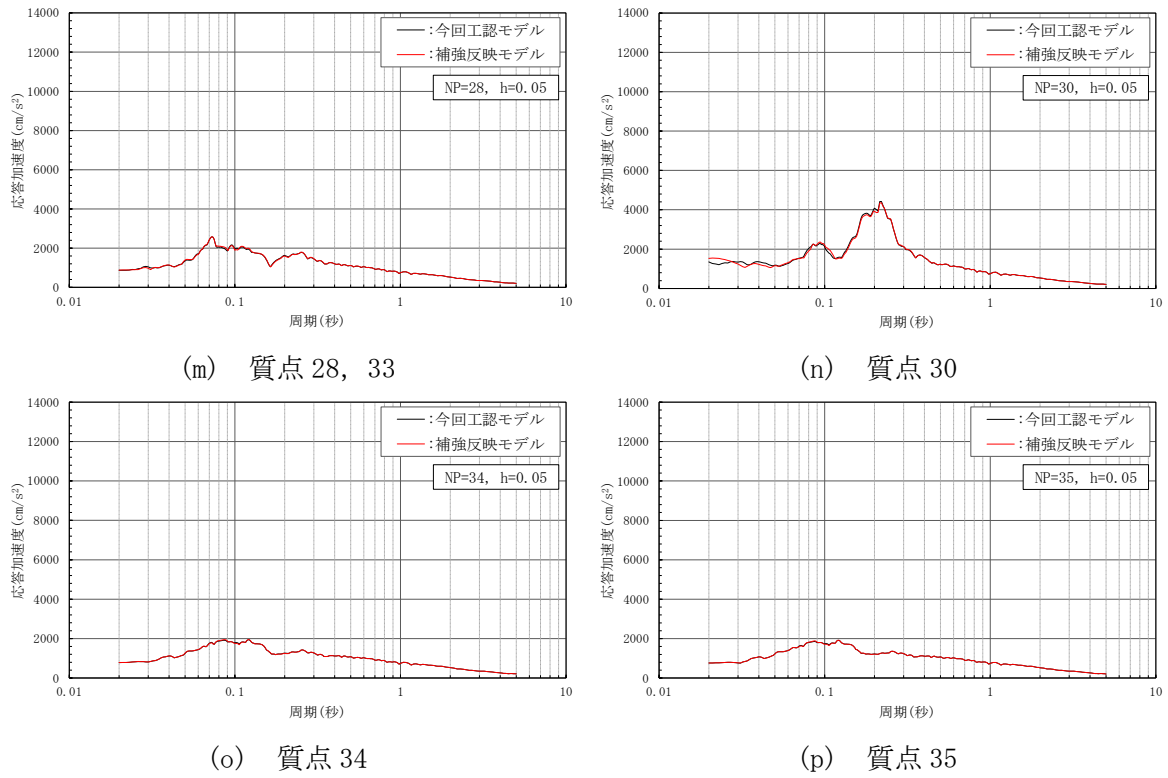 14000
12000
10000
8000
6000
4000
2000
0
応答加速度(cm/s²)
—:今回工認モデル
—:補強反映モデル
NP=28, h=0.05
0.01 0.1 1 10
周期(秒)
(m) 質点 28, 33
14000
12000
10000
8000
6000
4000
2000
0
応答加速度(cm/s²)
—:今回工認モデル
—:補強反映モデル
NP=30, h=0.05
0.01 0.1 1 10
周期(秒)
(n) 質点 30
14000
12000
10000
8000
6000
4000
2000
0
応答加速度(cm/s²)
—:今回工認モデル
—:補強反映モデル
NP=34, h=0.05
0.01 0.1 1 10
周期(秒)
(o) 質点 34
14000
12000
10000
8000
6000
4000
2000
0
応答加速度(cm/s²)
—:今回工認モデル
—:補強反映モデル
NP=35, h=0.05
0.01 0.1 1 10
周期(秒)
(p) 質点 35